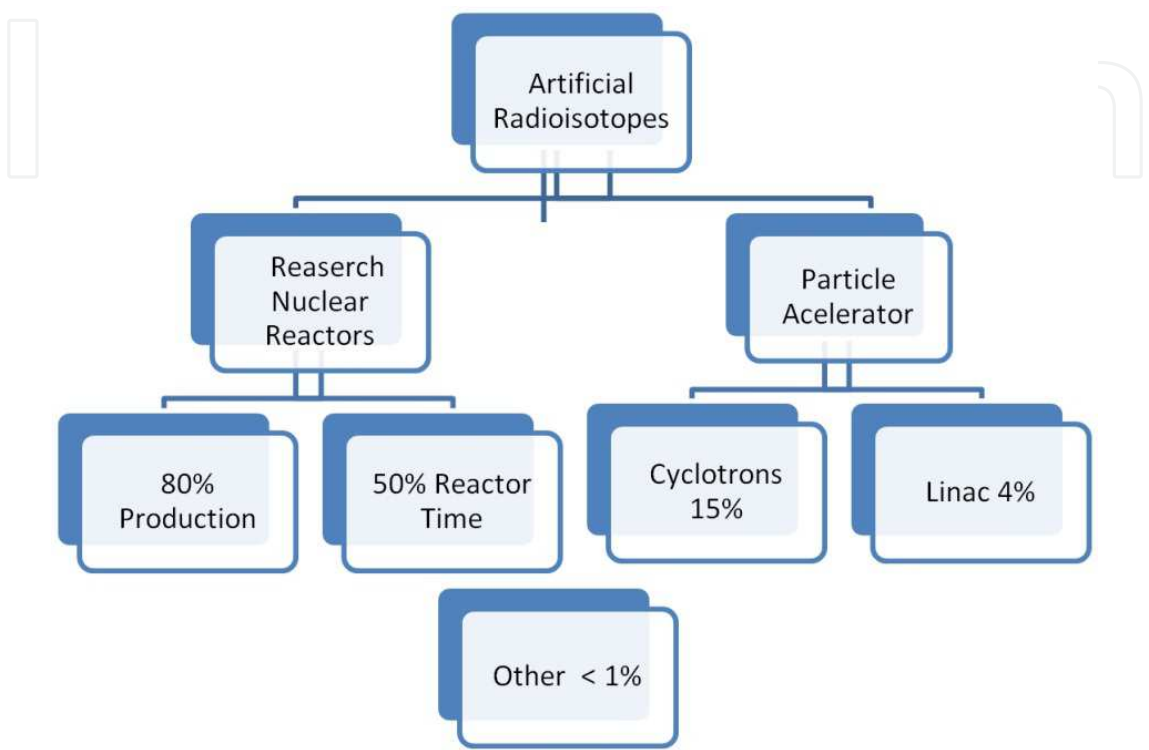 Artificial
Radioisotopes
Reaserch
Nuclear
Reactors
Particle
Acelerator
80%
Production
50% Reactor
Time
Cyclotrons
15%
Linac 4%
Other < 1%